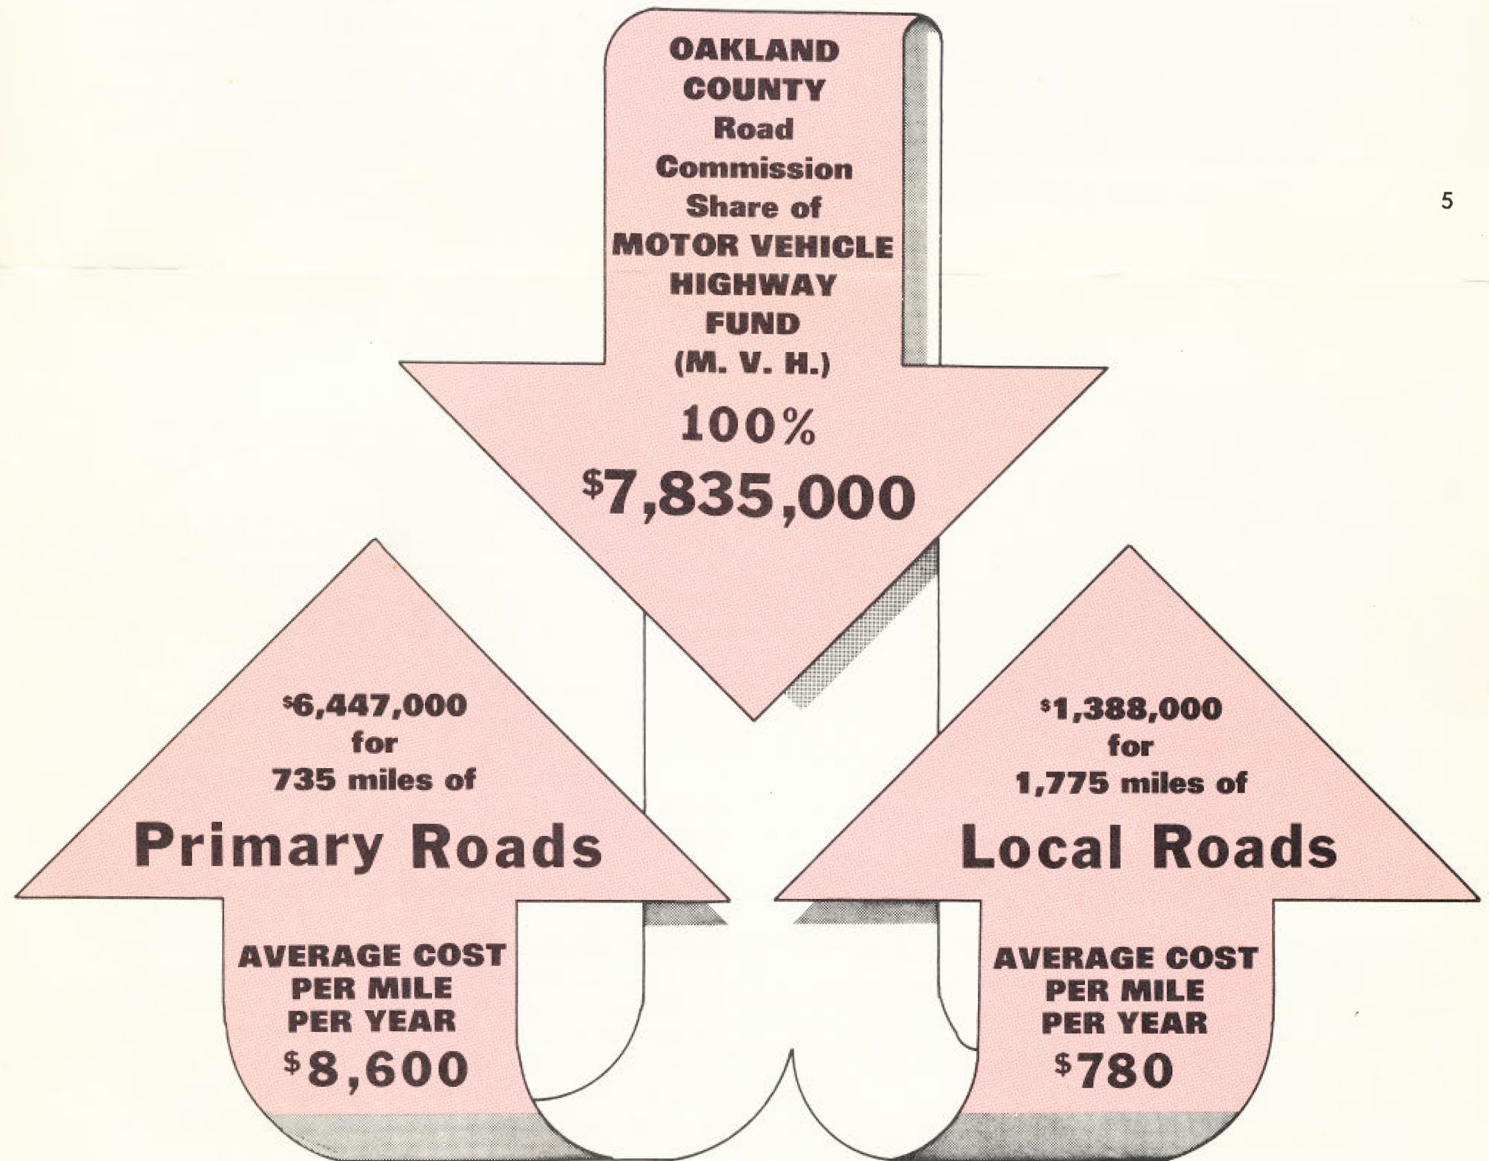 OAKLAND
COUNTY
Road
Commission
Share of
MOTOR VEHICLE
HIGHWAY
FUND
(M. V. H.)
100%
$7,835,000
5
$6,447,000
for
735 miles of
Primary Roads
AVERAGE COST
PER MILE
PER YEAR
$8,600
$1,388,000
for
1,775 miles of
Local Roads
AVERAGE COST
PER MILE
PER YEAR
$780